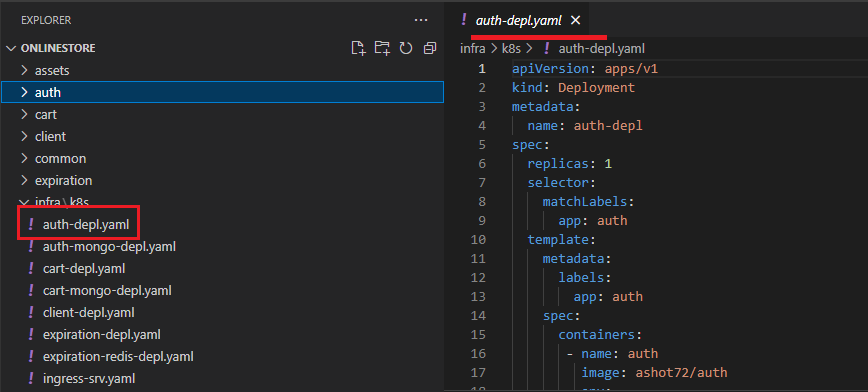 EXPLORER
ONLINESTORE
assets
auth
cart
client
common
expiration
infra\k8s
! auth-depl.yaml
! auth-mongo-depl.yaml
! cart-depl.yaml
! cart-mongo-depl.yaml
! client-depl.yaml
! expiration-depl.yaml
! expiration-redis-depl.yaml
! ingress-srv.yaml
! auth-depl.yaml
infra > k8s > ! auth-depl.yaml
1 apiVersion: apps/v1
2 kind: Deployment
3 metadata:
4 name: auth-depl
5 spec:
6 replicas: 1
7 selector:
8 matchLabels:
9 app: auth
10 template:
11 metadata:
12 labels:
13 app: auth
14 spec:
15 containers:
16 - name: auth
17 image: ashot72/auth